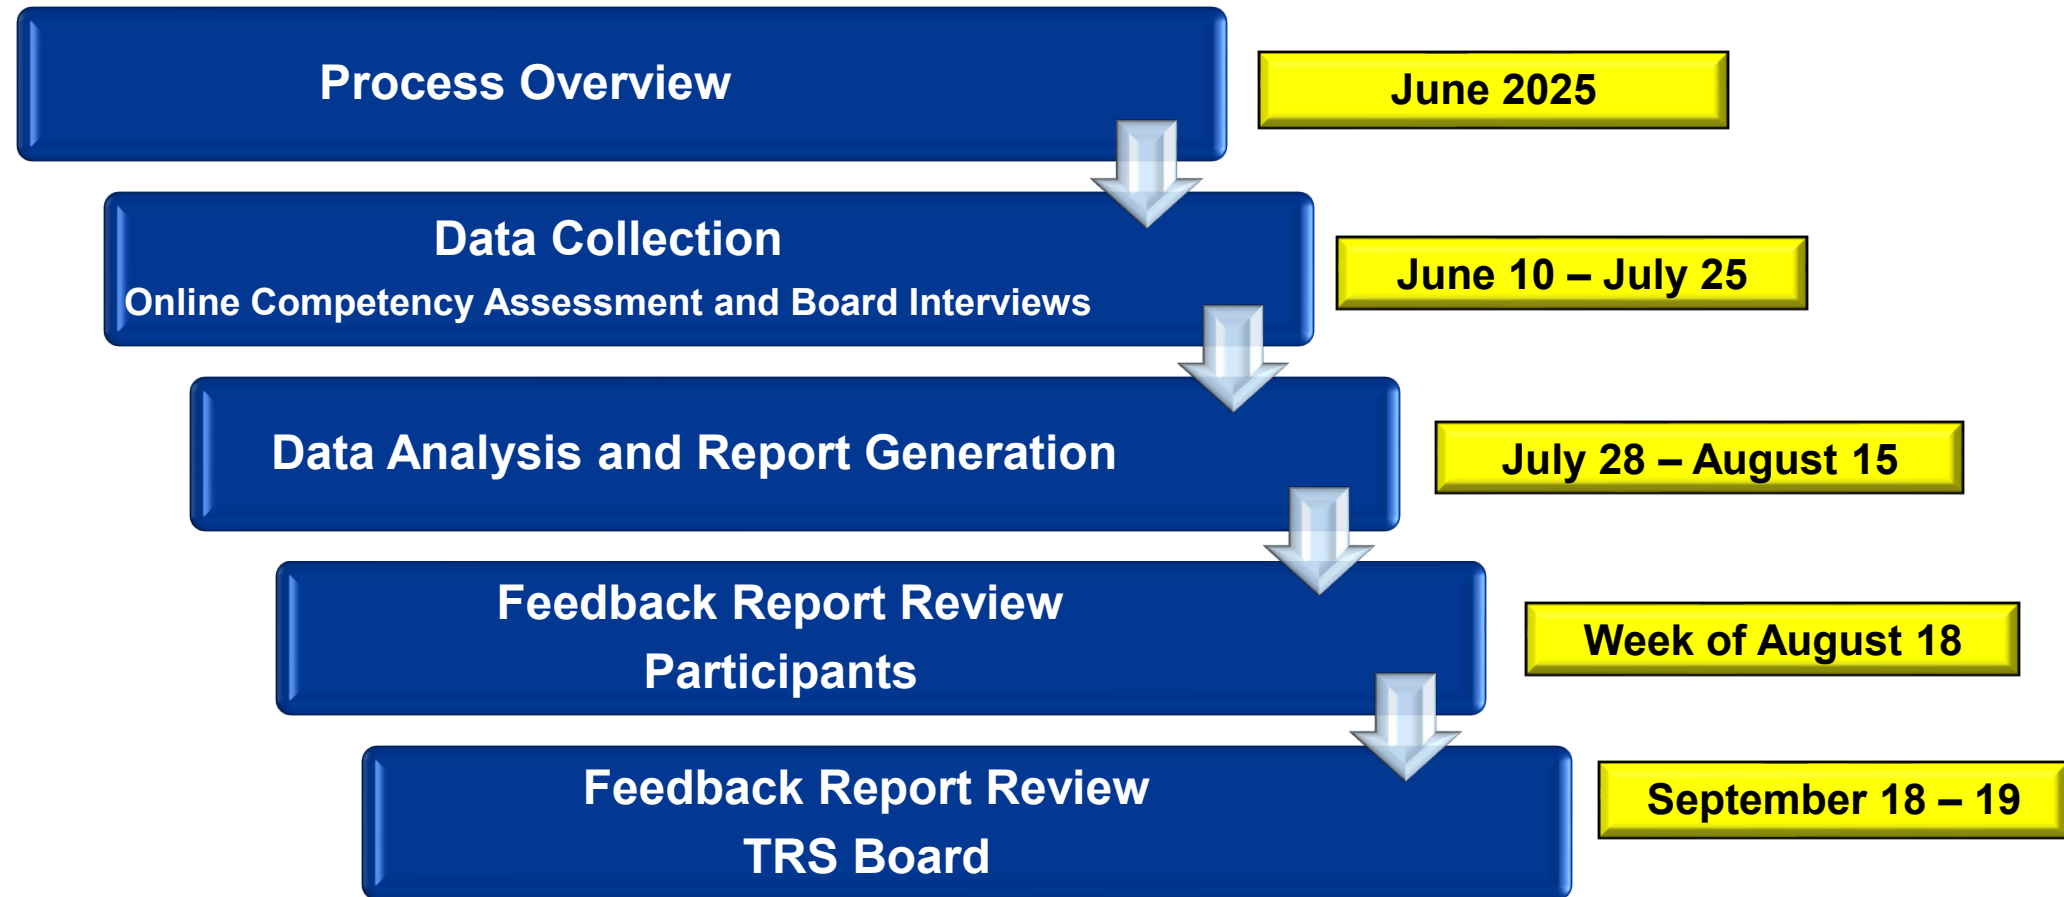 Process Overview
June 2025
Data Collection
Online Competency Assessment and Board Interviews
June 10 – July 25
Data Analysis and Report Generation
July 28 – August 15
Feedback Report Review
Participants
Week of August 18
Feedback Report Review
TRS Board
September 18 – 19